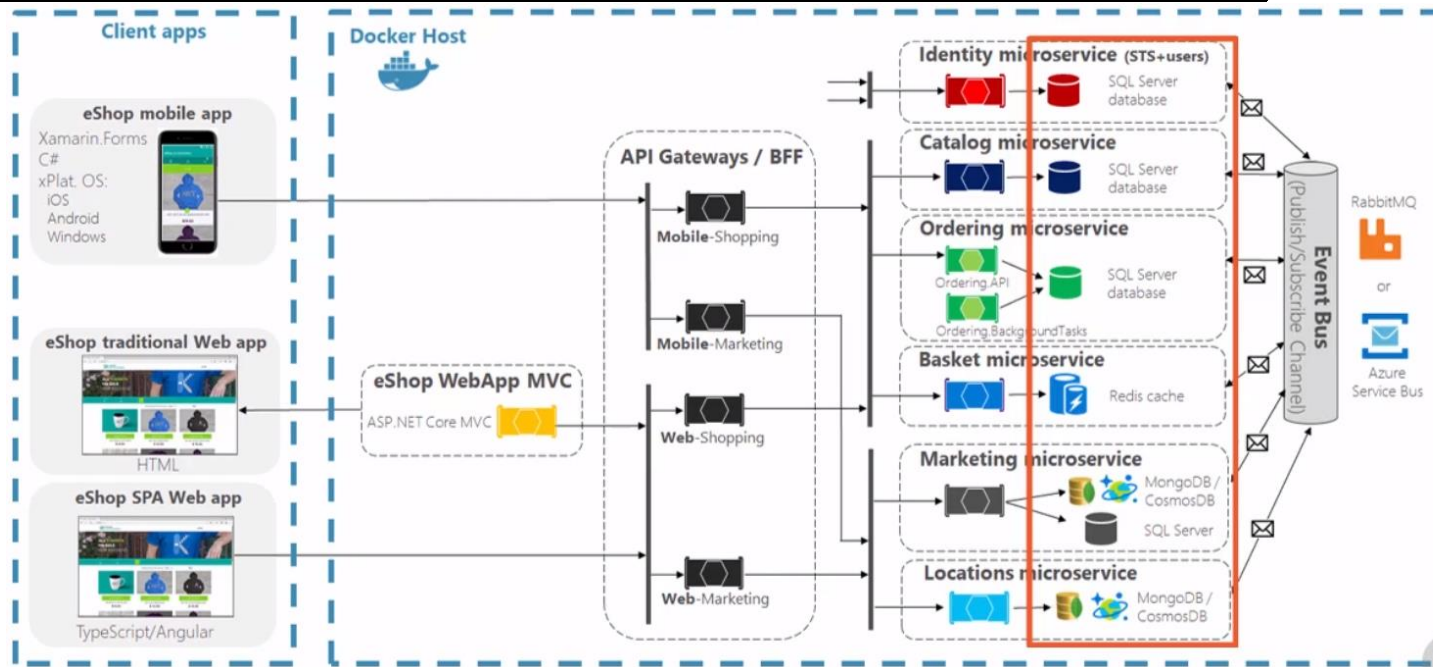 Client apps
eShop mobile app
Xamarin.Forms
C#
xPlat. OS:
iOS
Android
Windows
eShop traditional Web app
HTML
eShop SPA Web app
TypeScript/Angular
Docker Host
eShop WebApp MVC
ASP.NET Core MVC
API Gateways / BFF
Mobile-Shopping
Mobile-Marketing
Web-Shopping
Web-Marketing
Identity microservice (STS+users)
SQL Server
database
Catalog microservice
SQL Server
database
Ordering microservice
Ordering.API
Ordering.BackgroundTasks
SQL Server
database
Basket microservice
Redis cache
Marketing microservice
MongoDB /
CosmosDB
SQL Server
Locations microservice
MongoDB /
CosmosDB
Event Bus
(Publish/Subscribe Channel)
RabbitMQ
or
Azure
Service Bus